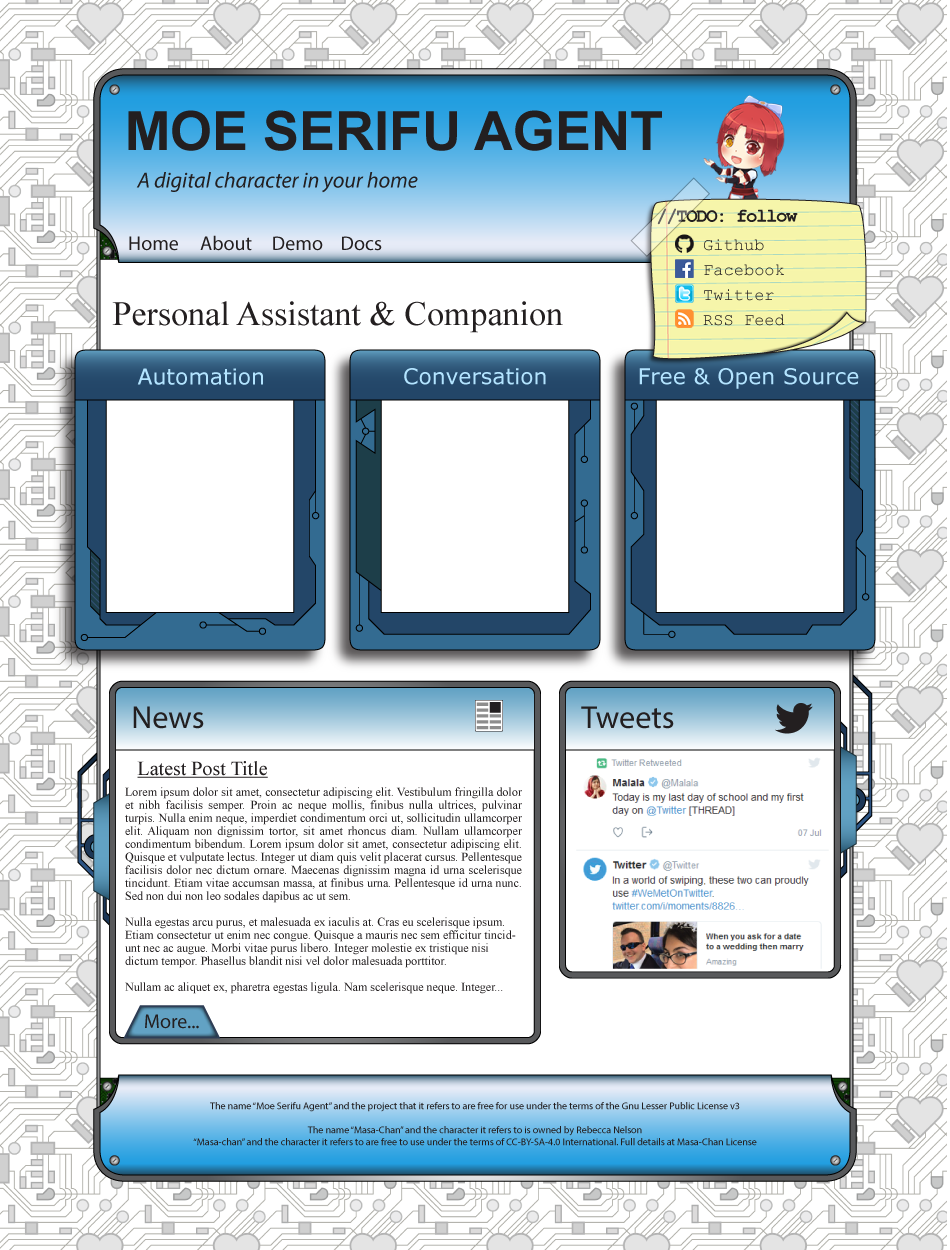 MOE SERIFU AGENT
A digital character in your home
//TODO: follow
Github
Facebook
Twitter
RSS Feed
Home About Demo Docs
Personal Assistant & Companion
Automation
Conversation
Free & Open Source
News
Latest Post Title
Lorem ipsum dolor sit amet, consectetur adipiscing elit. Vestibulum fringilla dolor
et nibh facilisis semper. Proin ac neque mollis, finibus nulla ultrices, pulvinar
turpis. Nulla enim neque, imperdiet condimentum orci ut, sollicitudin ullamcorper
elit. Aliquam non dignissim tortor, sit amet rhoncus diam. Nullam ullamcorper
condimentum bibendum. Lorem ipsum dolor sit amet, consectetur adipiscing elit.
Quisque et vulputate lectus. Integer ut diam quis velit placerat cursus. Pellentesque
facilisis dolor nec dictum ornare. Maecenas dignissim magna id urna scelerisque
tincidunt. Etiam vitae accumsan massa, at finibus urna. Pellentesque id urna nunc.
Sed non dui non leo sodales dapibus ac ut sem.
Nulla egestas arcu purus, et malesuada ex iaculis at. Cras eu scelerisque ipsum.
Etiam consectetur ut enim nec congue. Quisque a mauris nec sem efficitur tincid-
unt nec ac augue. Morbi vitae purus libero. Integer molestie ex tristique nisi
dictum tempor. Phasellus blandit nisi vel dolor malesuada porttitor.
Nullam ac aliquet ex, pharetra egestas ligula. Nam scelerisque neque. Integer...
More...
Tweets
Twitter Retweeted
Malala @Malala
Today is my last day of school and my first
day on @Twitter [THREAD]
07 Jul
Twitter @Twitter
In a world of swiping, these two can proudly
use #WeMetOnTwitter.
twitter.com/i/moments/8826...
When you ask for a date
to a wedding then marry
Amazing
The name “Moe Serifu Agent” and the project that it refers to are free for use under the terms of the Gnu Lesser Public License v3
The name “Masa-Chan” and the character it refers to is owned by Rebecca Nelson
“Masa-chan” and the character it refers to are free to use under the terms of CC-BY-SA-4.0 International. Full details at Masa-Chan License